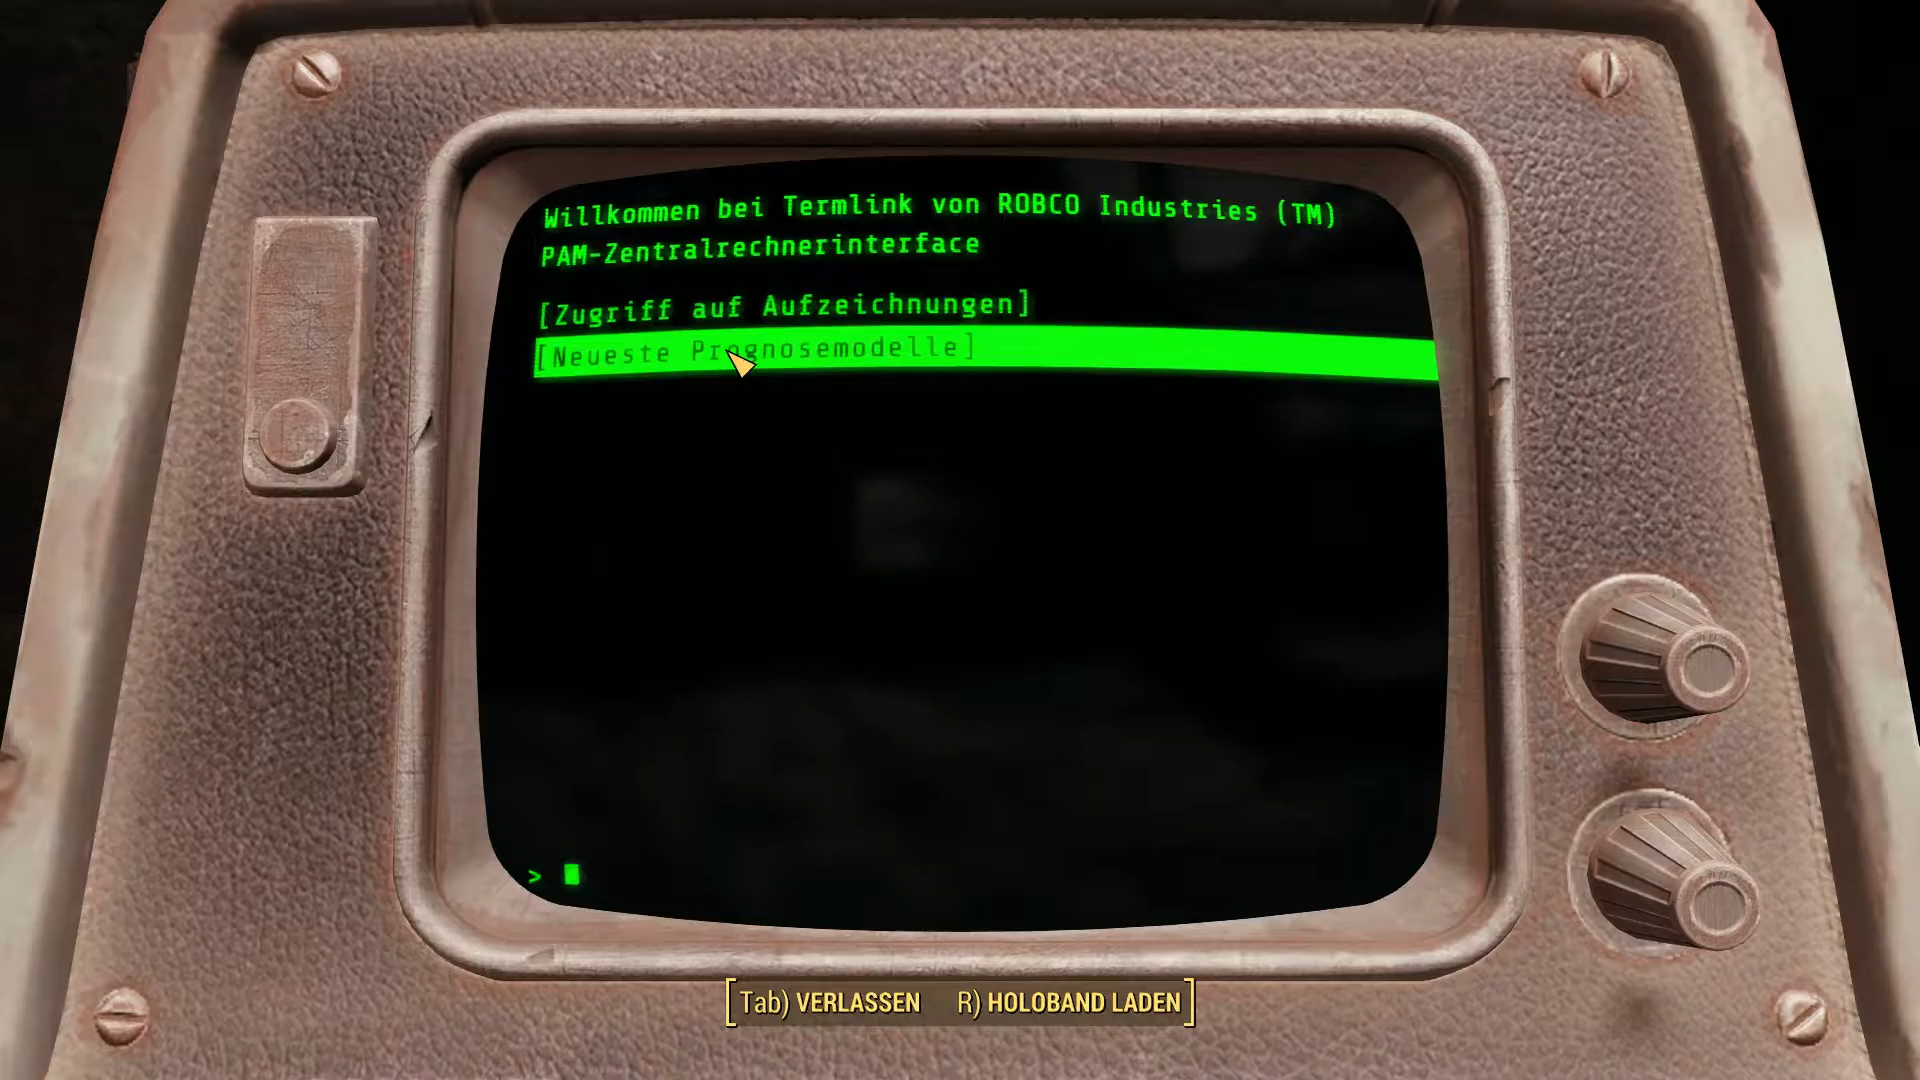 Willkommen bei Termlink von ROBCO Industries (TM)
PAM-Zentralrechnerinterface
[Zugriff auf Aufzeichnungen]
[Neueste Prognosemodelle]
>
[Tab) VERLASSEN R) HOLOBAND LADEN]